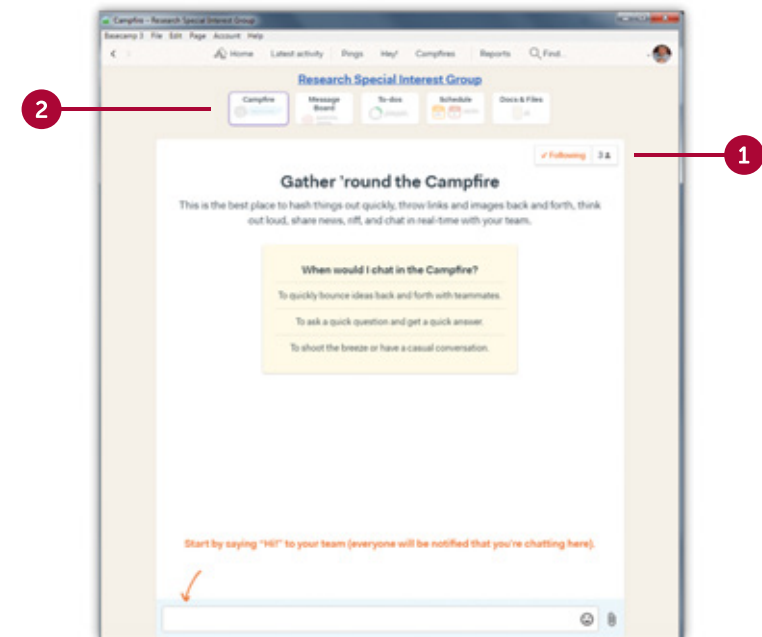 Campfire - Research Special Interest Group
Basecamp 3 File Edit Page Account Help
Home Latest activity Pings Hey! Campfires Reports Find...
Research Special Interest Group
Campfire
Message Board
To-dos
Schedule
Docs & Files
2
✓ Following 3
1
Gather 'round the Campfire
This is the best place to hash things out quickly, throw links and images back and forth, think
out loud, share news, riff, and chat in real-time with your team.
When would I chat in the Campfire?
To quickly bounce ideas back and forth with teammates.
To ask a quick question and get a quick answer.
To shoot the breeze or have a casual conversation.
Start by saying "Hi!" to your team (everyone will be notified that you're chatting here).